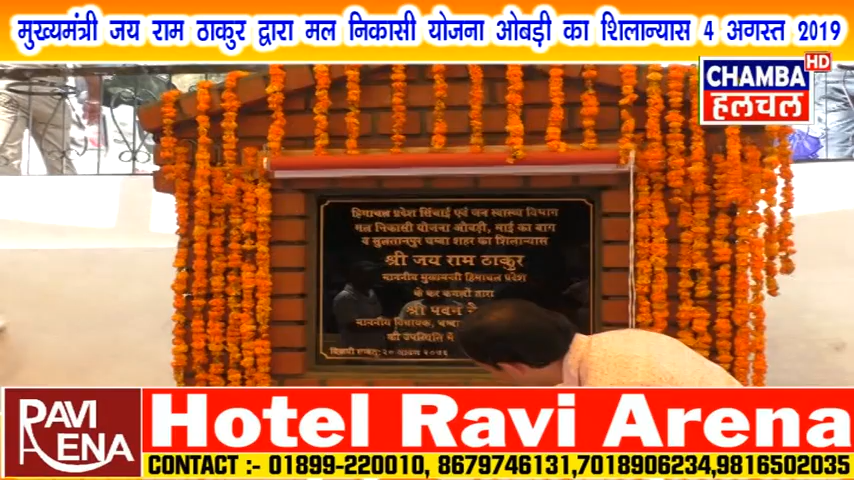 मुख्यमंत्री जय राम ठाकुर द्वारा मल निकासी योजना ओबड़ी का शिलान्यास 4 अगस्त 2019
CHAMBA HD
हलचल
हिमाचल प्रदेश सिंचाई एवं जन स्वास्थ्य विभाग
मल निकासी योजना ओबड़ी, माई का बाग
व सुलतानपुर चम्बा शहर का शिलान्यास
श्री जय राम ठाकुर
माननीय मुख्यमन्त्री हिमाचल प्रदेश
के कर कमलों द्वारा
श्री पवन
माननीय विधायक, चम्बा
की उपस्थिति में
RAVI
ARENA
Hotel Ravi Arena
CONTACT :- 01899-220010, 8679746131,7018906234,9816502035